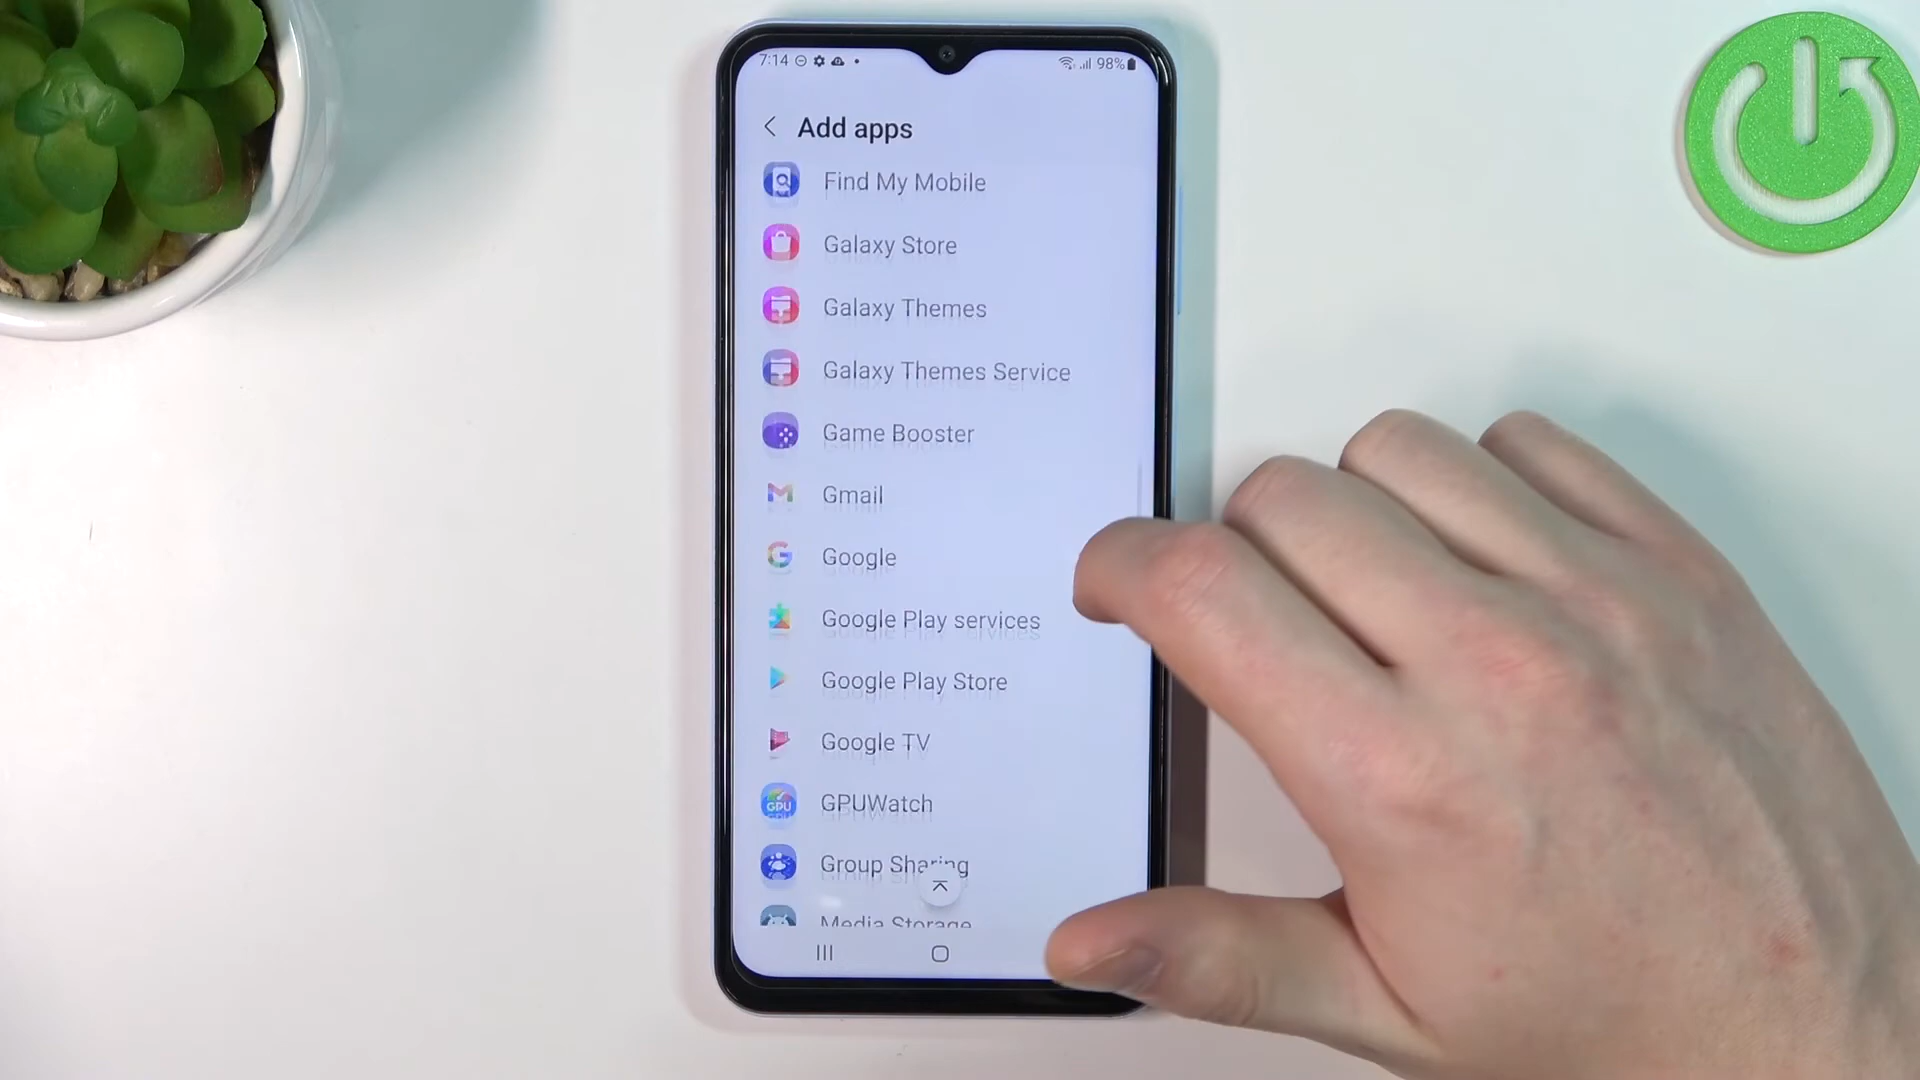 7:14 98%
Add apps
Find My Mobile
Galaxy Store
Galaxy Themes
Galaxy Themes Service
Game Booster
Gmail
Google
Google Play services
Google Play Store
Google TV
GPU GPUWatch
Group Sharing
Media Storage